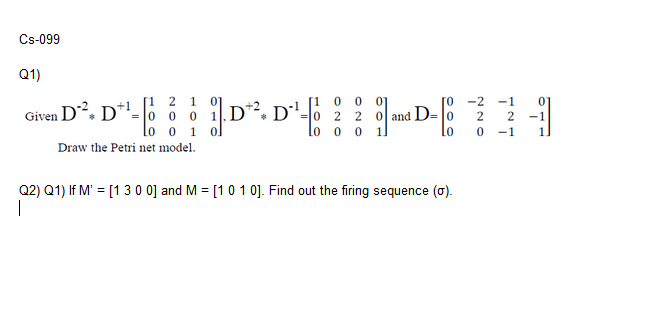 Cs-099
Q1)
Given D⁻². D⁺¹=[1 2 1 0; 0 0 0 1; 0 0 1 0]. D⁺². D⁻¹=[1 0 0 0; 0 2 2 0; 0 0 0 1] and D=[0 -2 -1 0; 0 2 2 -1; 0 0 -1 1]
Draw the Petri net model.
Q2) Q1) If M' = [1 3 0 0] and M = [1 0 1 0]. Find out the firing sequence (σ).